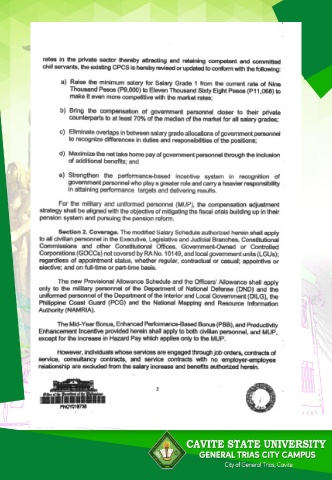 rates in the private sector thereby attracting and retaining competent and committed
civil servants, the existing CPCS is hereby revised or updated to conform with the following:
a) Raise the minimum salary for Salary Grade 1 from the current rate of Nine
Thousand Pesos (P9,000) to Eleven Thousand Sixty Eight Pesos (P11,068) to
make it even more competitive with the market rates;
b) Bring the compensation of government personnel closer to their private
counterparts to at least 70% of the median of the market for all salary grades;
c) Eliminate overlaps in between salary grade allocations of government personnel
to recognize differences in duties and responsibilities of the positions;
d) Maximize the net take home pay of government personnel through the inclusion
of additional benefits; and
e) Strengthen the performance-based incentive system in recognition of
government personnel who play a greater role and carry a heavier responsibility
in attaining performance targets and delivering results.
For the military and uniformed personnel (MUP), the compensation adjustment
strategy shall be aligned with the objective of mitigating the fiscal crisis building up in their
pension system and pursuing the pension reform.
Section 2. Coverage. The modified Salary Schedule authorized herein shall apply
to all civilian personnel in the Executive, Legislative and Judicial Branches, Constitutional
Commissions and other Constitutional Offices, Government-Owned or Controlled
Corporations (GOCCs) not covered by RA No. 10149, and local government units (LGUs);
regardless of appointment status, whether regular, contractual or casual; appointive or
elective; and on full-time or part-time basis.
The new Provisional Allowance Schedule and the Officers' Allowance shall apply
only to the military personnel of the Department of National Defense (DND) and the
uniformed personnel of the Department of the Interior and Local Government (DILG), the
Philippine Coast Guard (PCG) and the National Mapping and Resource Information
Authority (NAMRIA).
The Mid-Year Bonus, Enhanced Performance-Based Bonus (PBB), and Productivity
Enhancement Incentive provided herein shall apply to both civilian personnel, and MUP,
except for the increase in Hazard Pay which applies only to the MUP.
However, individuals whose services are engaged through job orders, contracts of
service, consultancy contracts, and service contracts with no employer-employee
relationship are excluded from the salary increase and benefits authorized herein.
2
Office of the President of the Philippines
PNOY019738
CAVITE STATE UNIVERSITY
GENERAL TRIAS CITY CAMPUS
City of General Trias, Cavite